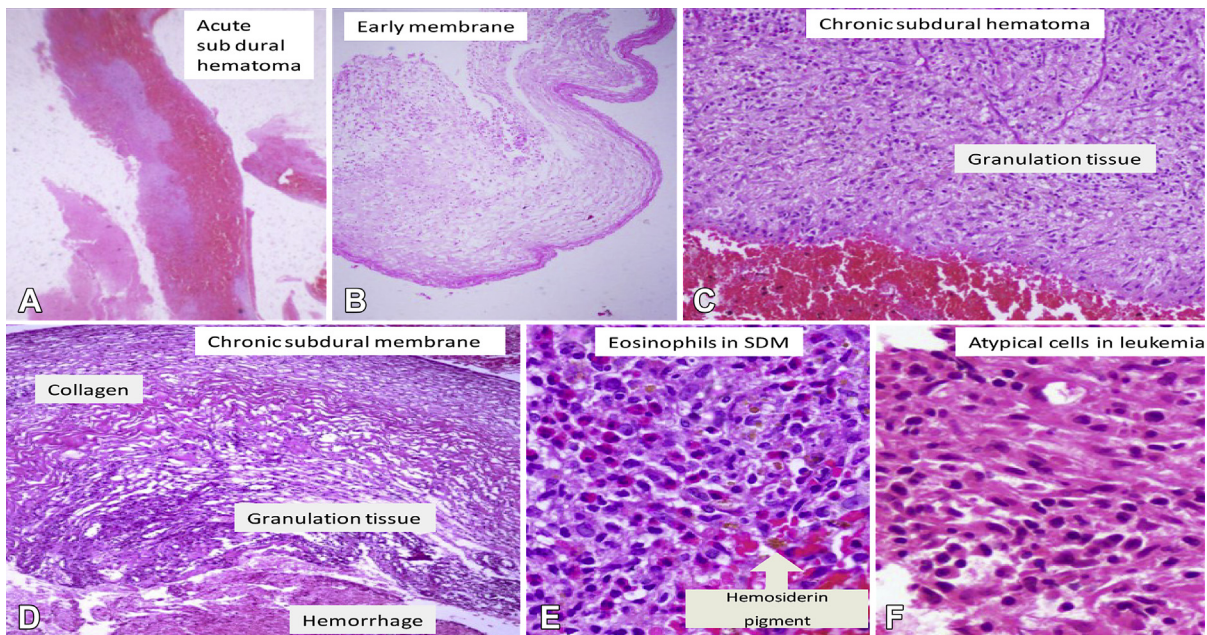 Acute
sub dural
hematoma
A
Early membrane
B
Chronic subdural hematoma
Granulation tissue
C
Chronic subdural membrane
Collagen
Granulation tissue
Hemorrhage
D
Eosinophils in SDM
Hemosiderin
pigment
E
Atypical cells in leukemia
F